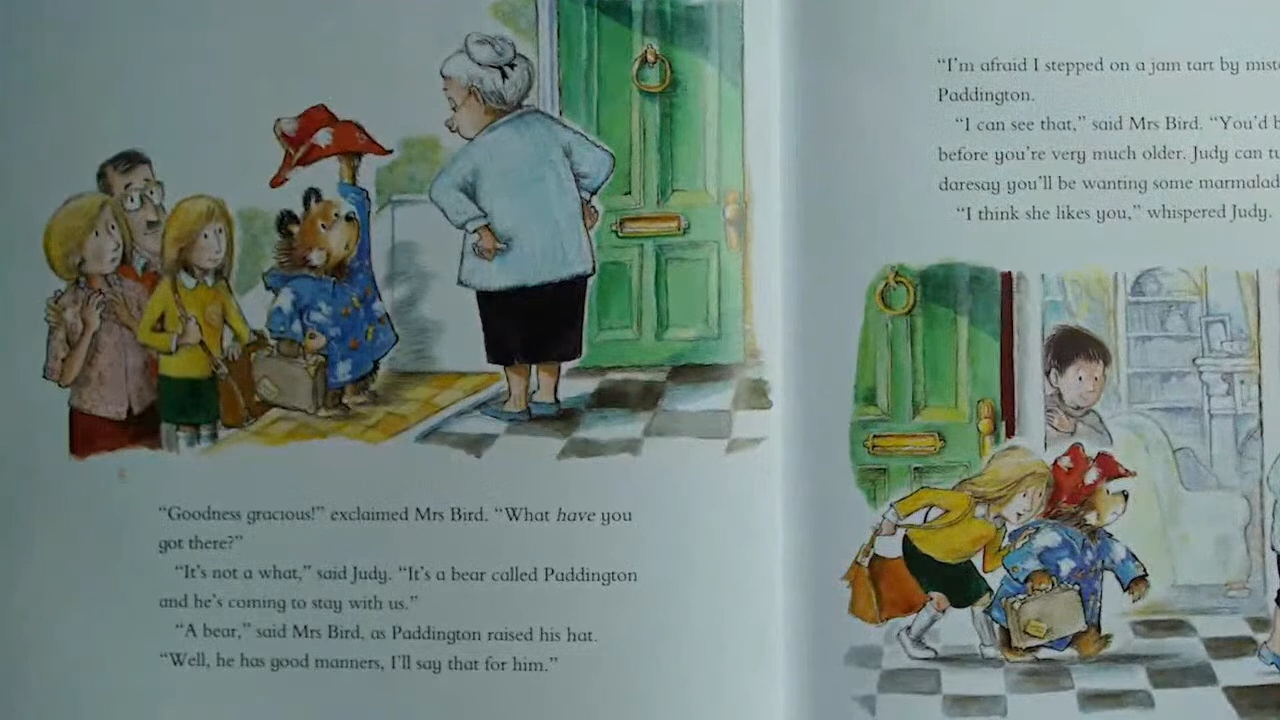 “Goodness gracious!” exclaimed Mrs Bird. “What have you
got there?”
“It’s not a what,” said Judy. “It’s a bear called Paddington
and he’s coming to stay with us.”
“A bear,” said Mrs Bird, as Paddington raised his hat.
“Well, he has good manners, I’ll say that for him.”
“I’m afraid I stepped on a jam tart by
Paddington.
“I can see that,” said Mrs Bird. “You’d
before you’re very much older. Judy can
daresay you’ll be wanting some
“I think she likes you,” whispered Judy.